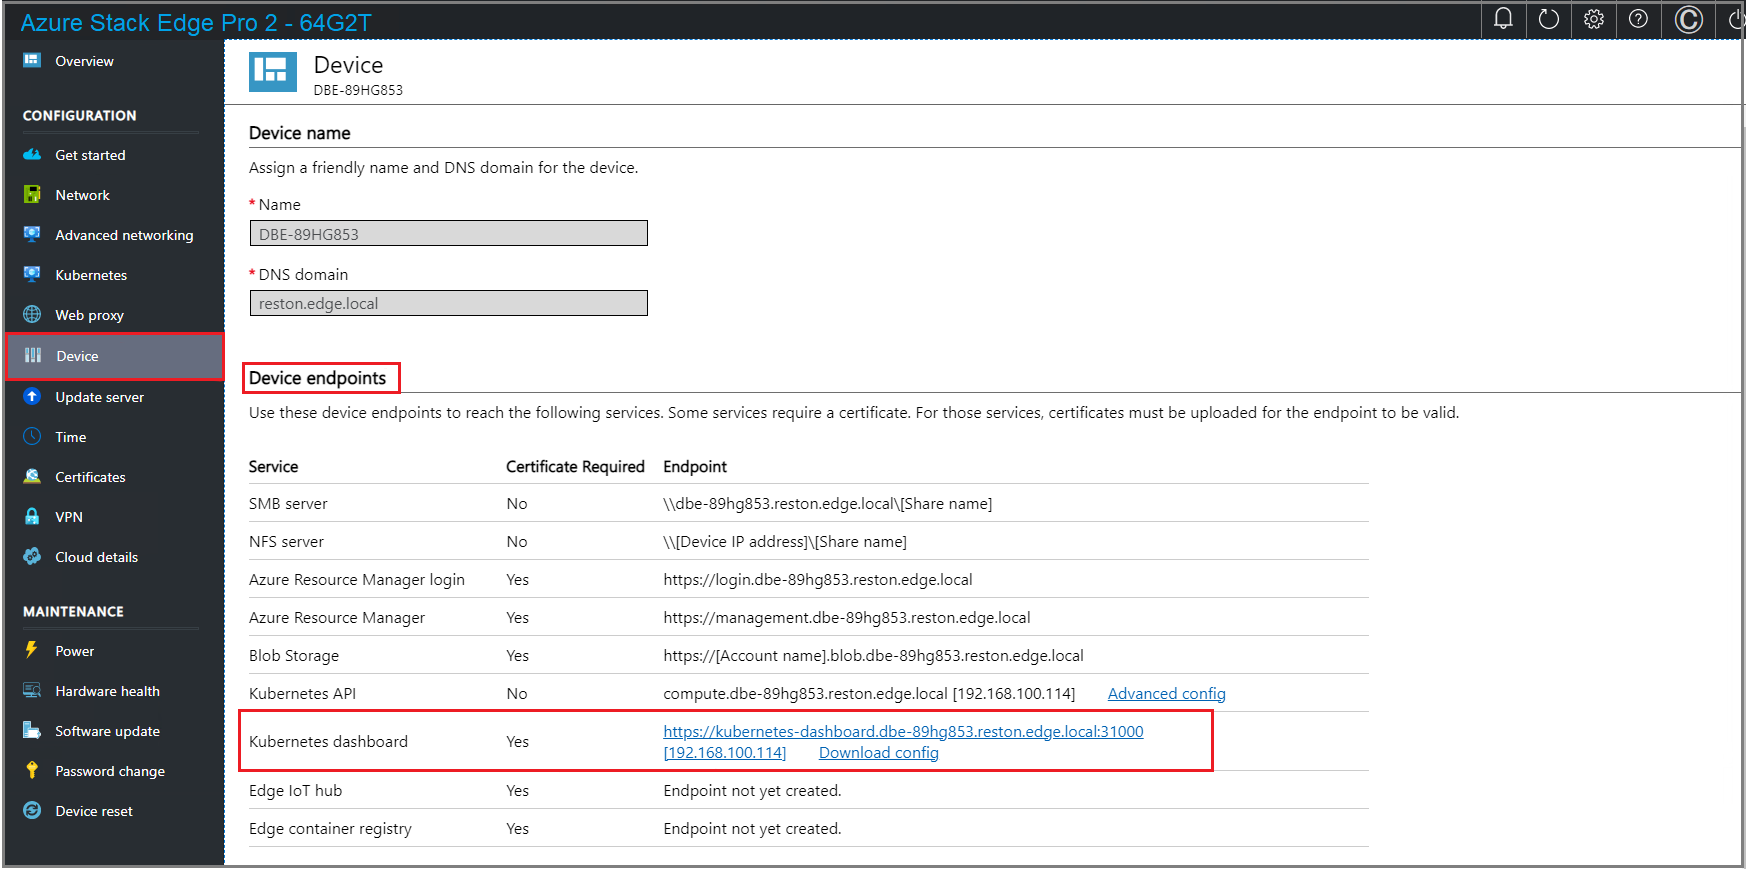 Azure Stack Edge Pro 2 - 64G2T
Overview
CONFIGURATION
Get started
Network
Advanced networking
Kubernetes
Web proxy
Device
Update server
Time
Certificates
VPN
Cloud details
MAINTENANCE
Power
Hardware health
Software update
Password change
Device reset
Device
DBE-89HG853
Device name
Assign a friendly name and DNS domain for the device.
* Name
DBE-89HG853
* DNS domain
reston.edge.local
Device endpoints
Use these device endpoints to reach the following services. Some services require a certificate. For those services, certificates must be uploaded for the endpoint to be valid.
Service Certificate Required Endpoint
SMB server No \\dbe-89hg853.reston.edge.local\[Share name]
NFS server No \\[Device IP address]\[Share name]
Azure Resource Manager login Yes https://login.dbe-89hg853.reston.edge.local
Azure Resource Manager Yes https://management.dbe-89hg853.reston.edge.local
Blob Storage Yes https://[Account name].blob.dbe-89hg853.reston.edge.local
Kubernetes API No compute.dbe-89hg853.reston.edge.local [192.168.100.114] Advanced config
Kubernetes dashboard Yes https://kubernetes-dashboard.dbe-89hg853.reston.edge.local:31000
[192.168.100.114] Download config
Edge IoT hub Yes Endpoint not yet created.
Edge container registry Yes Endpoint not yet created.